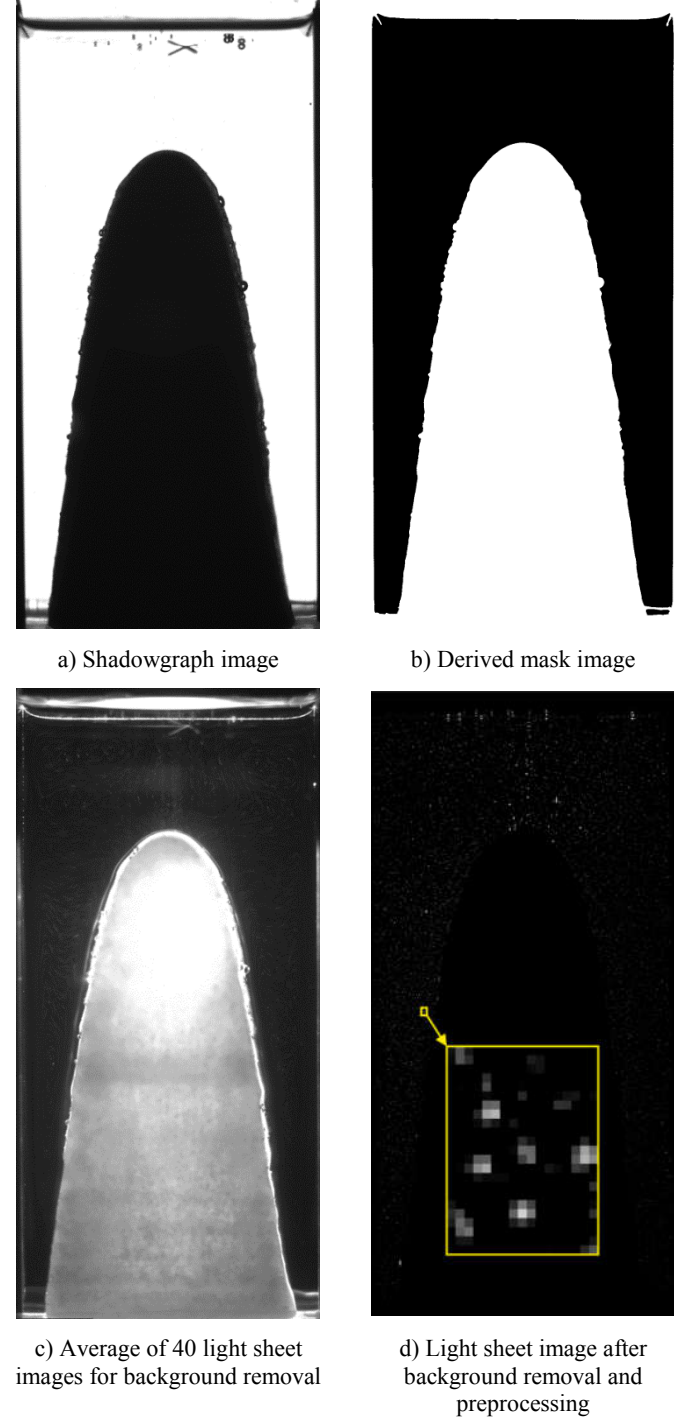 a) Shadowgraph image
b) Derived mask image
c) Average of 40 light sheet
images for background removal
d) Light sheet image after
background removal and
preprocessing